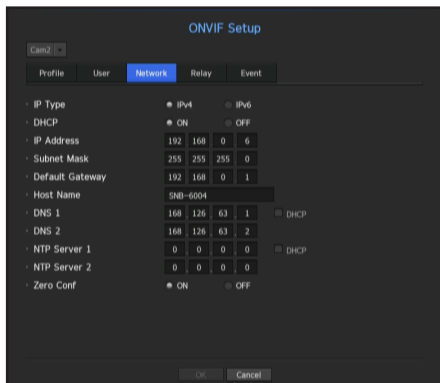 ONVIF Setup
Cam2
Profile User Network Relay Event
IP Type IPv4 IPv6
DHCP ON OFF
IP Address 192 . 168 . 0 . 6
Subnet Mask 255 . 255 . 255 . 0
Default Gateway 192 . 168 . 0 . 1
Host Name SNB-6004
DNS 1 168 . 126 . 63 . 1 DHCP
DNS 2 168 . 126 . 63 . 2
NTP Server 1 0 . 0 . 0 . 0 DHCP
NTP Server 2 0 . 0 . 0 . 0
Zero Conf ON OFF
OK Cancel